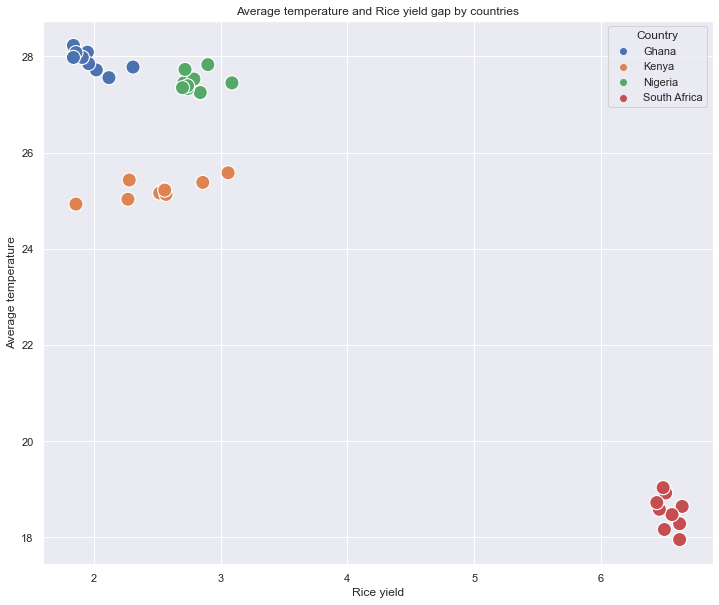 Average temperature and Rice yield gap by countries
Country
Ghana
Kenya
Nigeria
South Africa
Average temperature
28
26
24
22
20
18
2 3 4 5 6
Rice yield